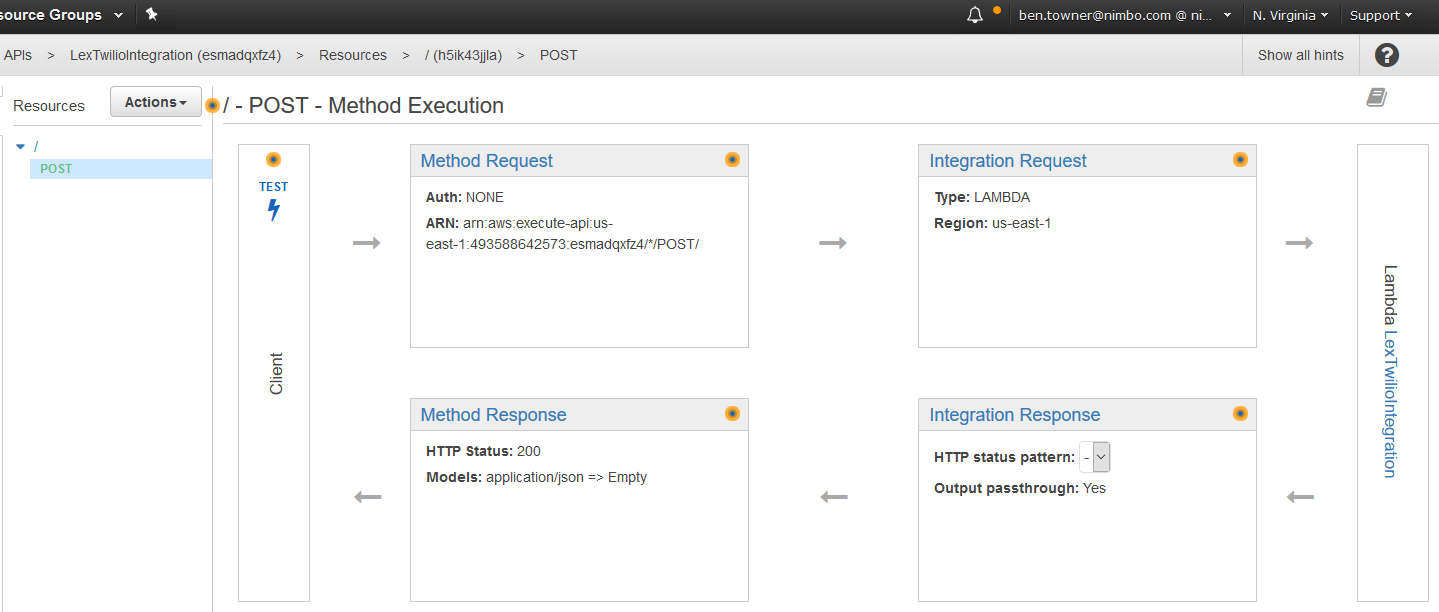 source Groups
ben.towner@nimbo.com @ ni... N. Virginia Support
APIs > LexTwilioIntegration (esmadqxfz4) > Resources > / (h5ik43jjla) > POST Show all hints ?
Resources Actions / - POST - Method Execution
/
POST
TEST
Client
Method Request
Auth: NONE
ARN: arn:aws:execute-api:us-
east-1:493588642573:esmadqxfz4/*/POST/
Integration Request
Type: LAMBDA
Region: us-east-1
Lambda LexTwilioIntegration
Method Response
HTTP Status: 200
Models: application/json => Empty
Integration Response
HTTP status pattern: -
Output passthrough: Yes